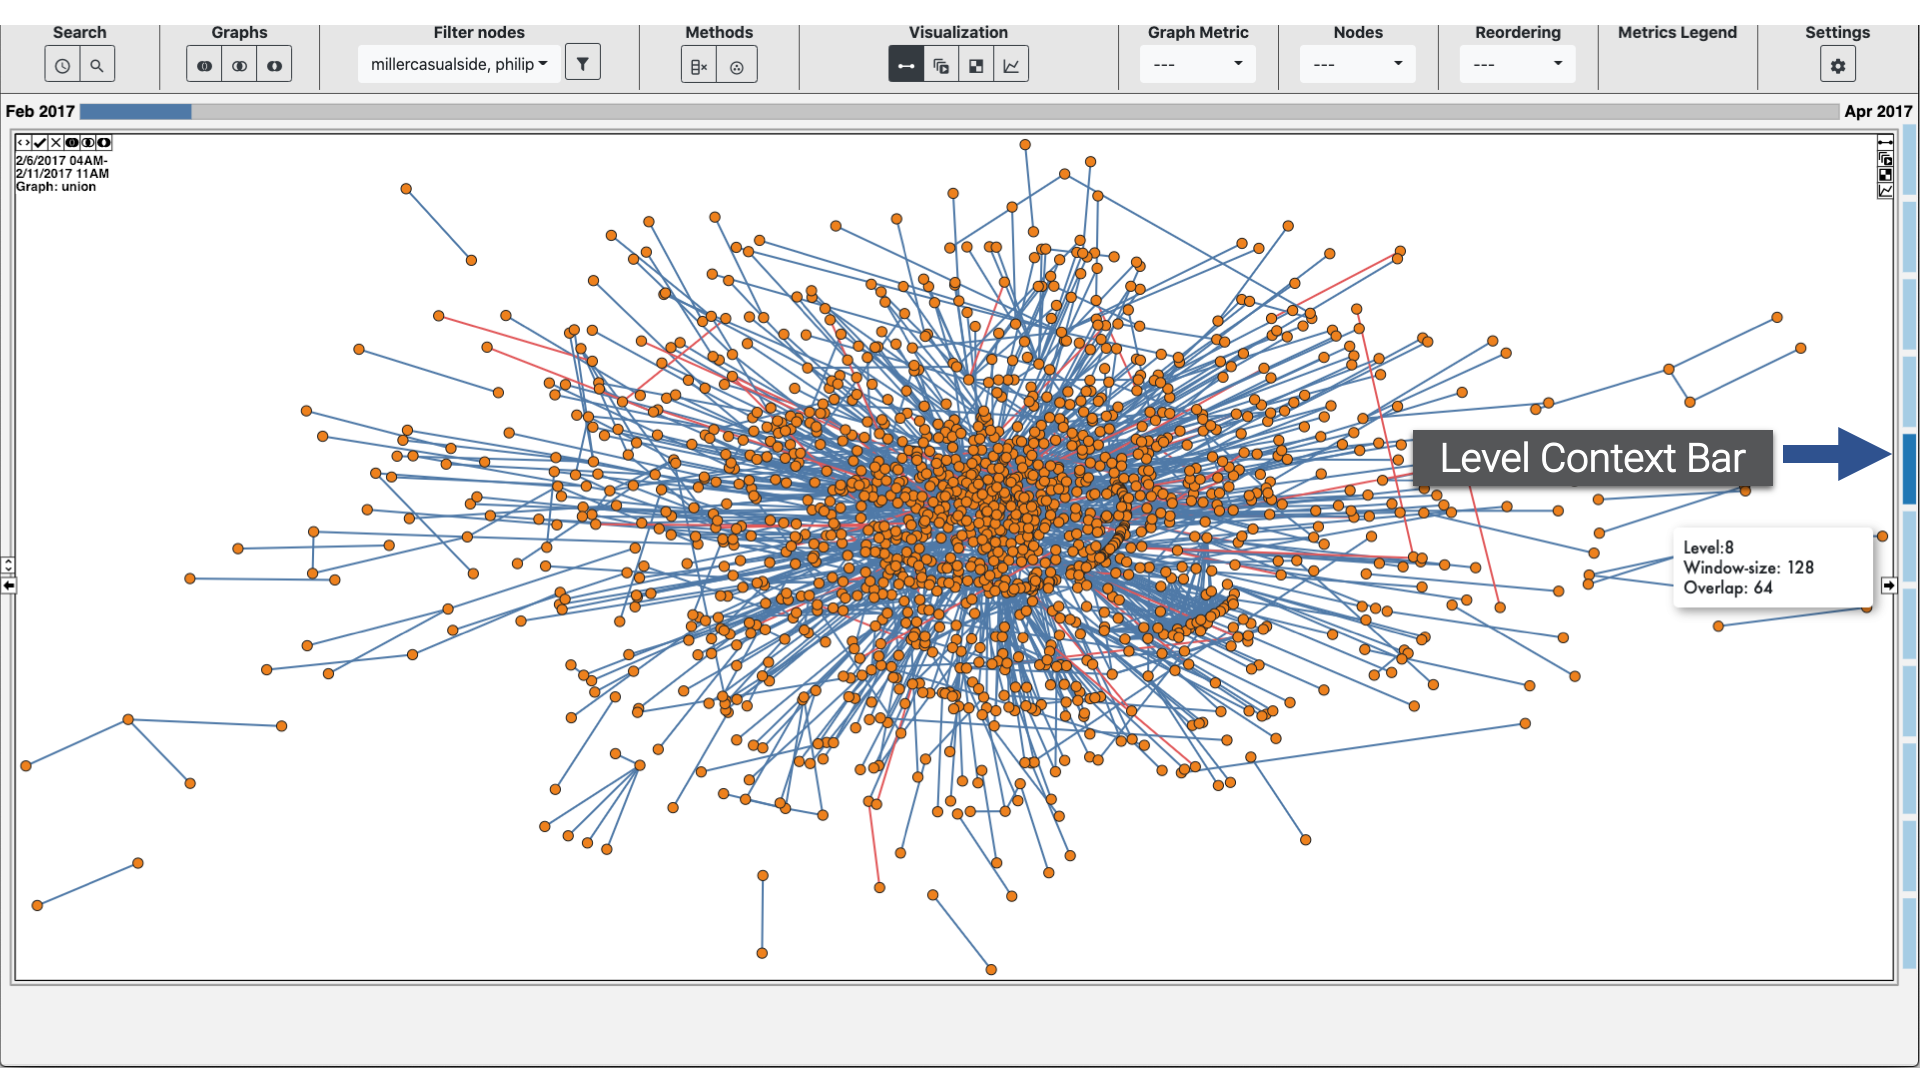 Search Graphs Filter nodes Methods Visualization Graph Metric Nodes Reordering Metrics Legend Settings
millercasualside, philip --- --- ---
Feb 2017 Apr 2017
2/6/2017 04AM-
2/11/2017 11AM
Graph: union
Level Context Bar
Level:8
Window-size: 128
Overlap: 64